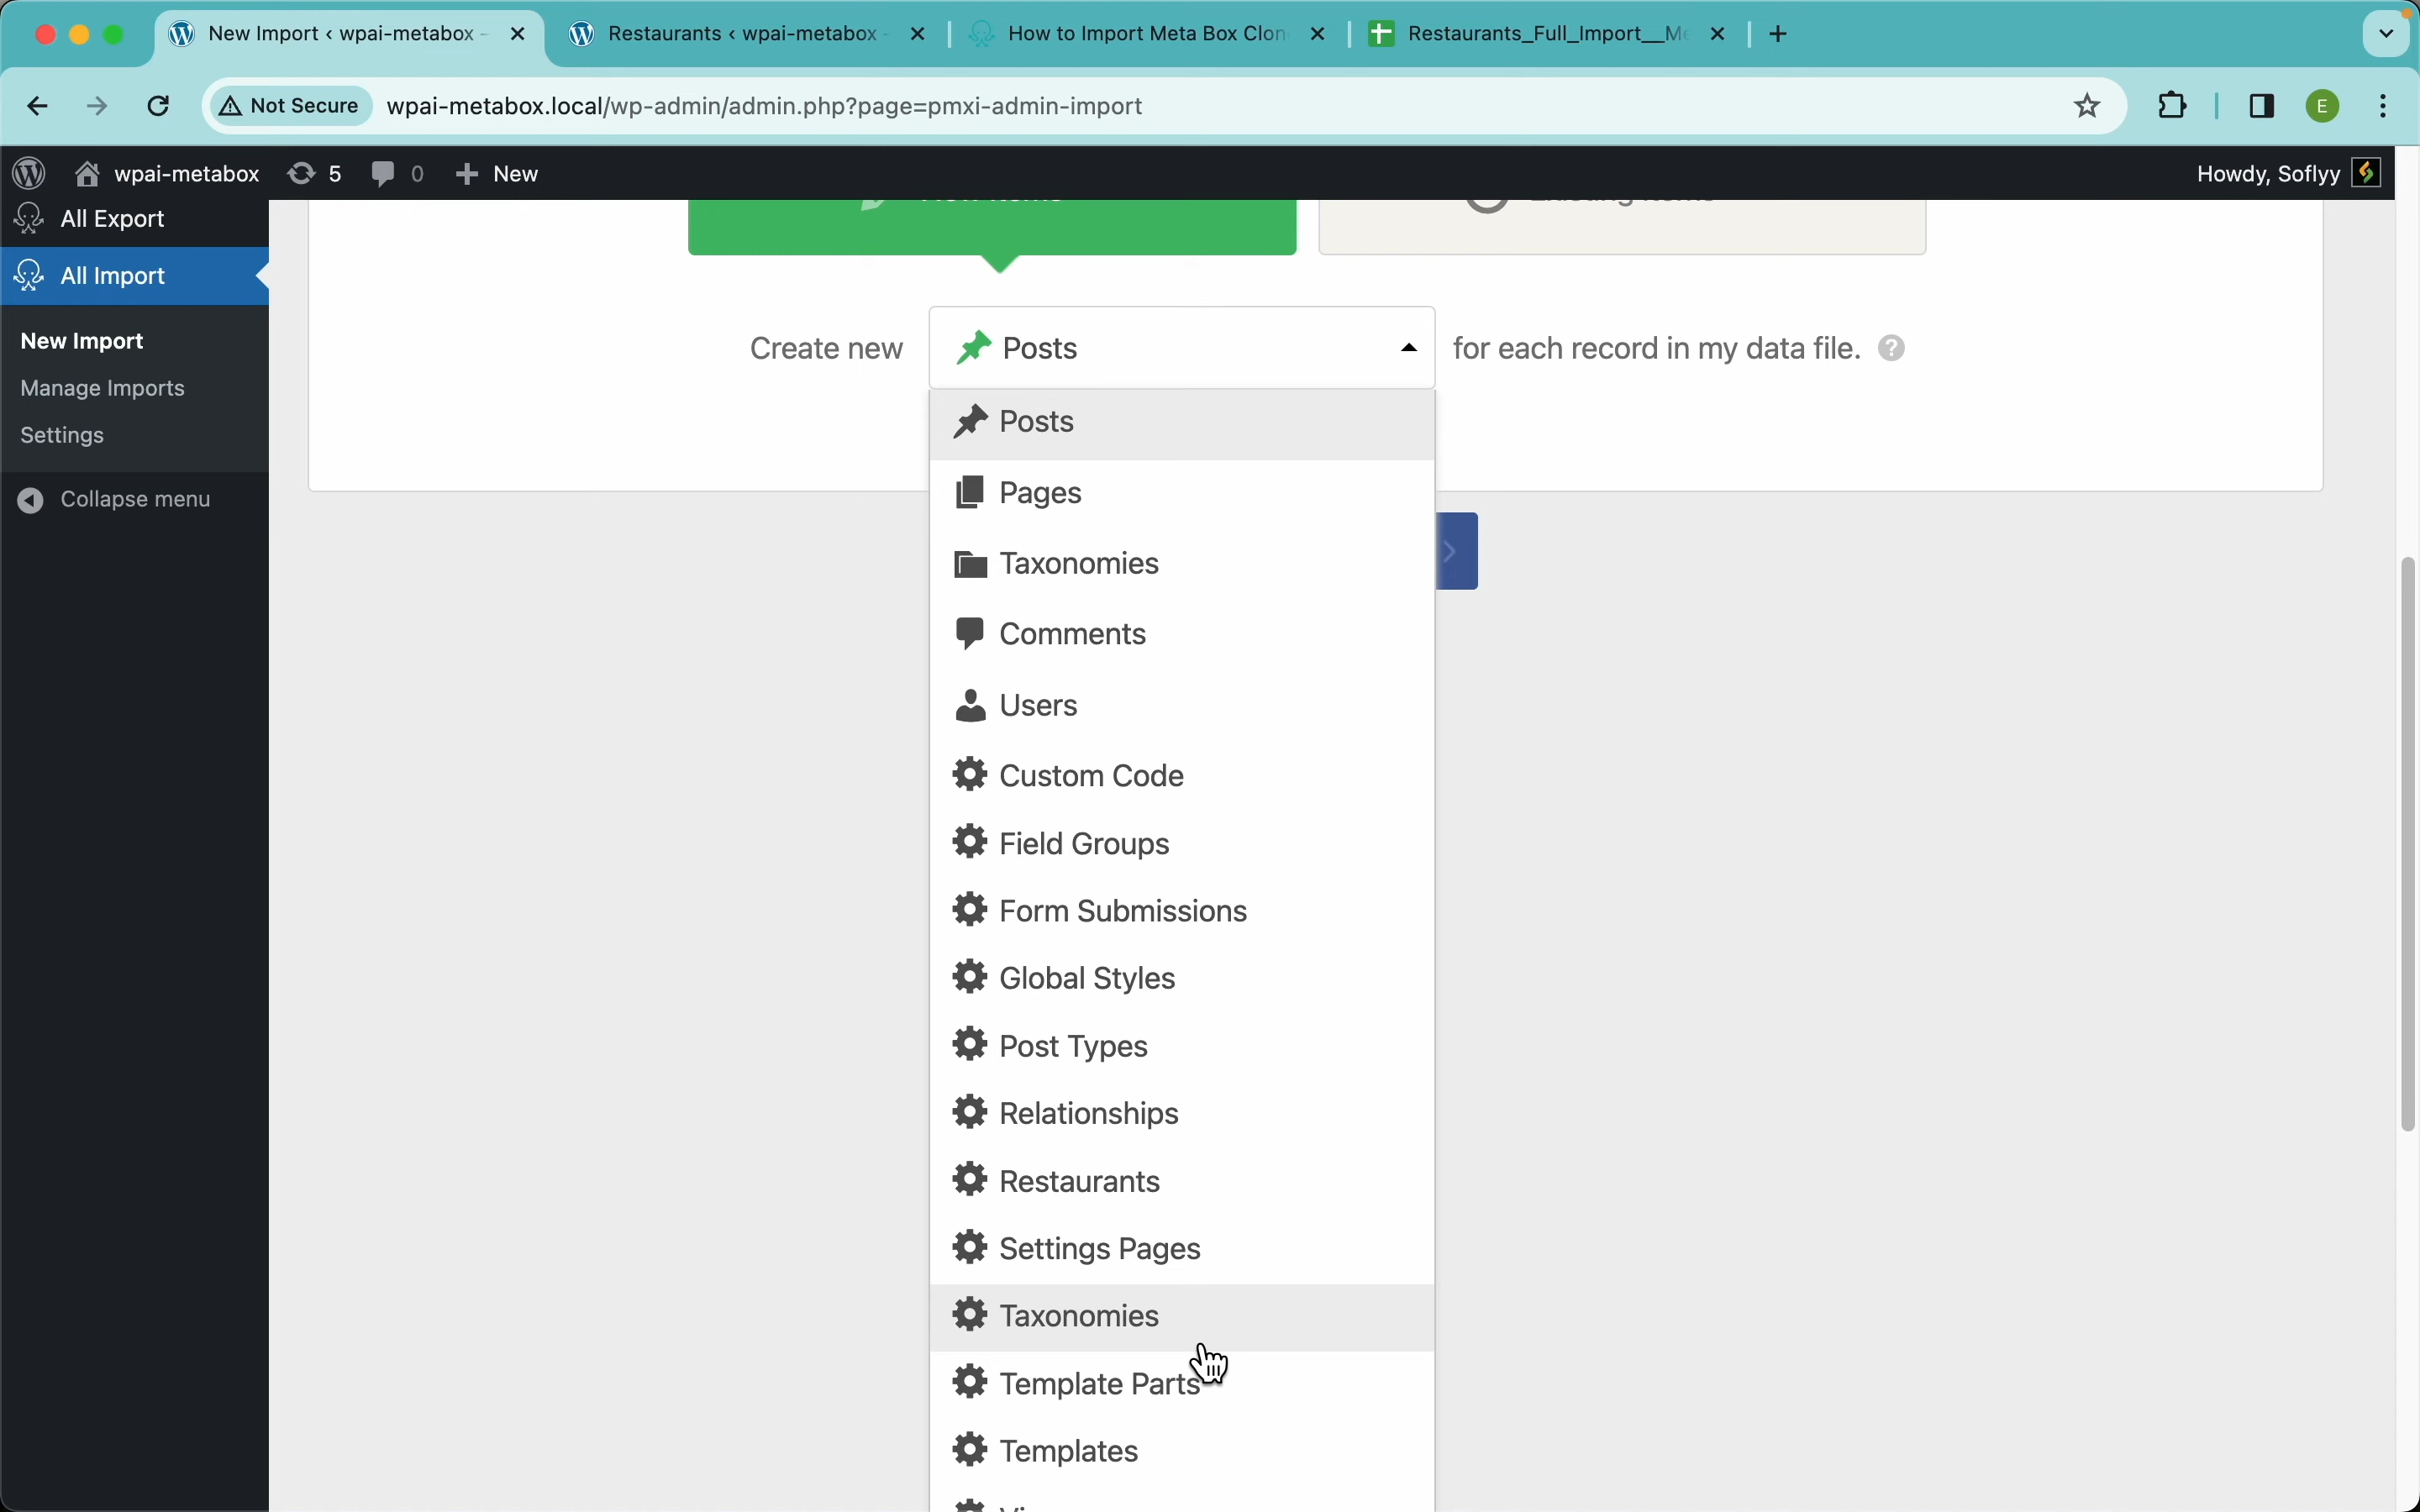 New Import ‹ wpai-metabox -
Restaurants ‹ wpai-metabox -
How to Import Meta Box Clon
Restaurants_Full_Import__Me
Not Secure
wpai-metabox.local/wp-admin/admin.php?page=pmxi-admin-import
E
wpai-metabox
5
0
New
Howdy, Soflyy
All Export
All Import
New Import
Manage Imports
Settings
Collapse menu
Create new
Posts
for each record in my data file.
?
Posts
Pages
Taxonomies
Comments
Users
Custom Code
Field Groups
Form Submissions
Global Styles
Post Types
Relationships
Restaurants
Settings Pages
Taxonomies
Template Parts
Templates